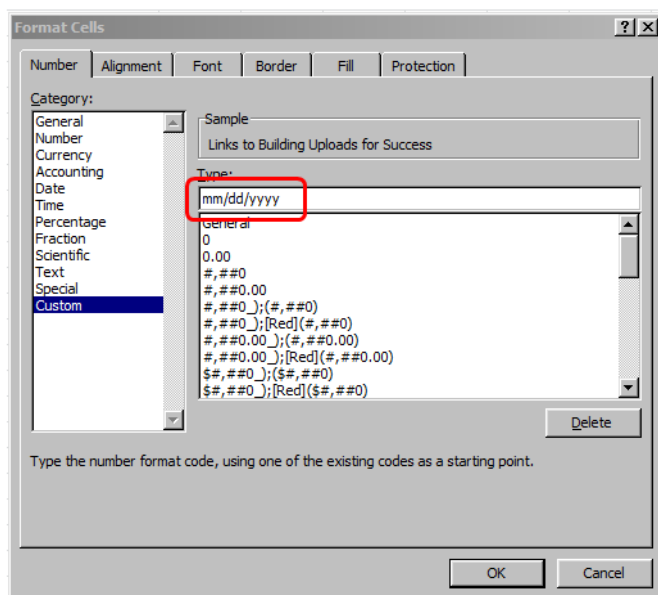 Format Cells
Number Alignment Font Border Fill Protection
Category:
General
Number
Currency
Accounting
Date
Time
Percentage
Fraction
Scientific
Text
Special
Custom
Sample
Links to Building Uploads for Success
Type:
mm/dd/yyyy
General
0
0.00
#,##0
#,##0.00
#,##0_);(#,##0)
#,##0_);[Red](#,##0)
#,##0.00_);(#,##0.00)
#,##0.00_);[Red](#,##0.00)
$#,##0_);($#,##0)
$#,##0_);[Red]($#,##0)
Delete
Type the number format code, using one of the existing codes as a starting point.
OK Cancel